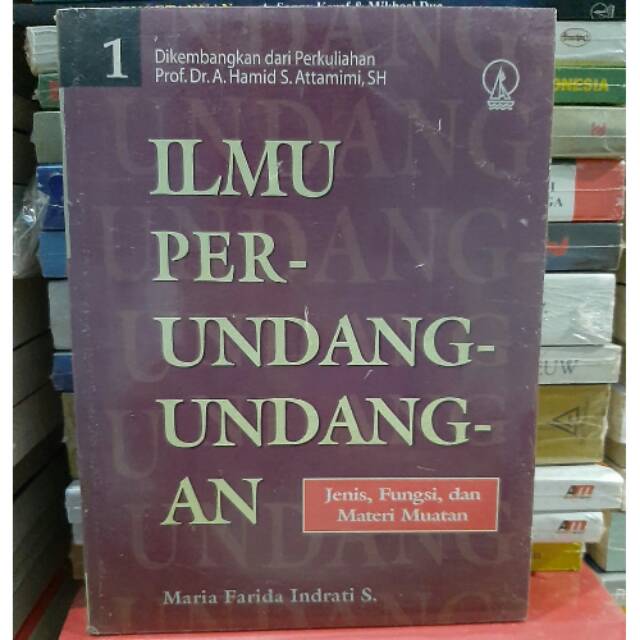 1
Dikembangkan dari Perkuliahan
Prof. Dr. A. Hamid S. Attamimi, SH
ILMU
PER-
UNDANG-
UNDANG-
AN
Jenis, Fungsi, dan
Materi Muatan
Maria Farida Indrati S.